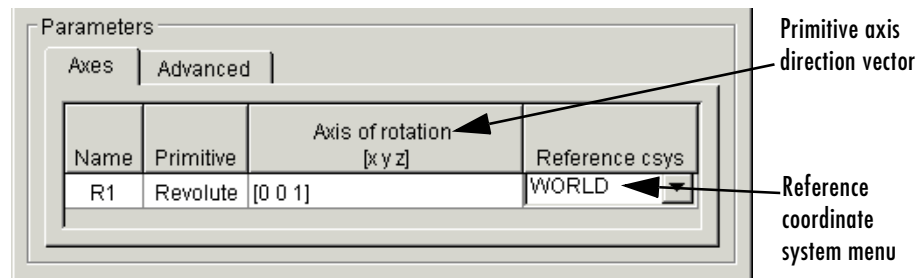 Parameters
Axes
Advanced
Name
Primitive
Axis of rotation
[x y z]
Reference csys
R1
Revolute
[0 0 1]
WORLD
Primitive axis
direction vector
Reference
coordinate
system menu